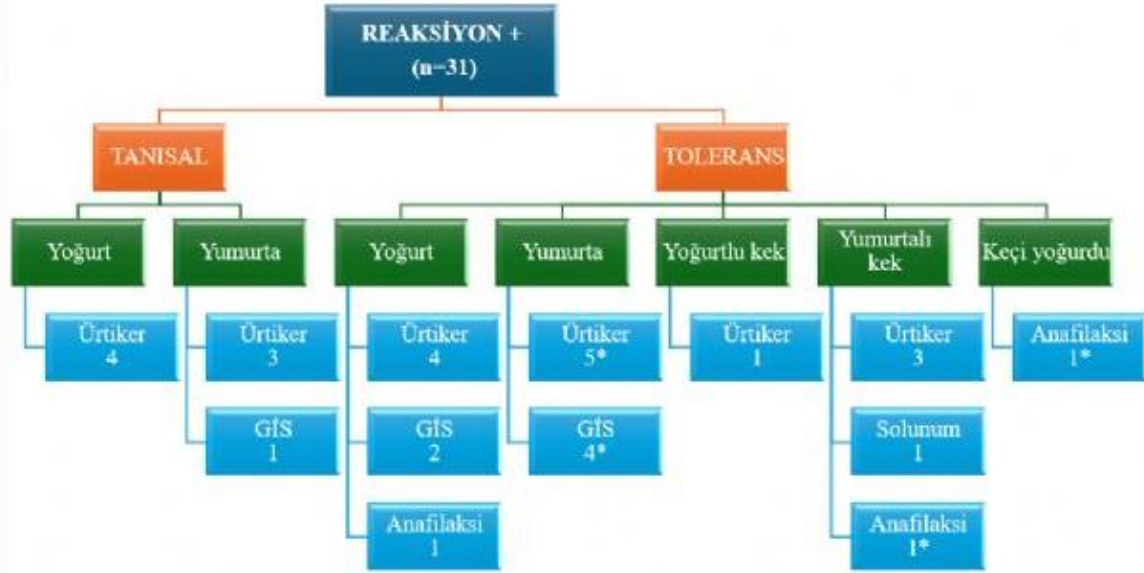 REAKSİYON +
(n=31)
TANISAL
TOLERANS
Yoğurt
Yumurta
Yoğurt
Yumurta
Yoğurtlu kek
Yumurtalı
kek
Keçi yoğurdu
Ürtiker
4
Ürtiker
3
Ürtiker
4
Ürtiker
5*
Ürtiker
1
Ürtiker
3
Anafilaksi
1*
GİS
1
GİS
2
GİS
4*
Solunum
1
Anafilaksi
1
Anafilaksi
1*